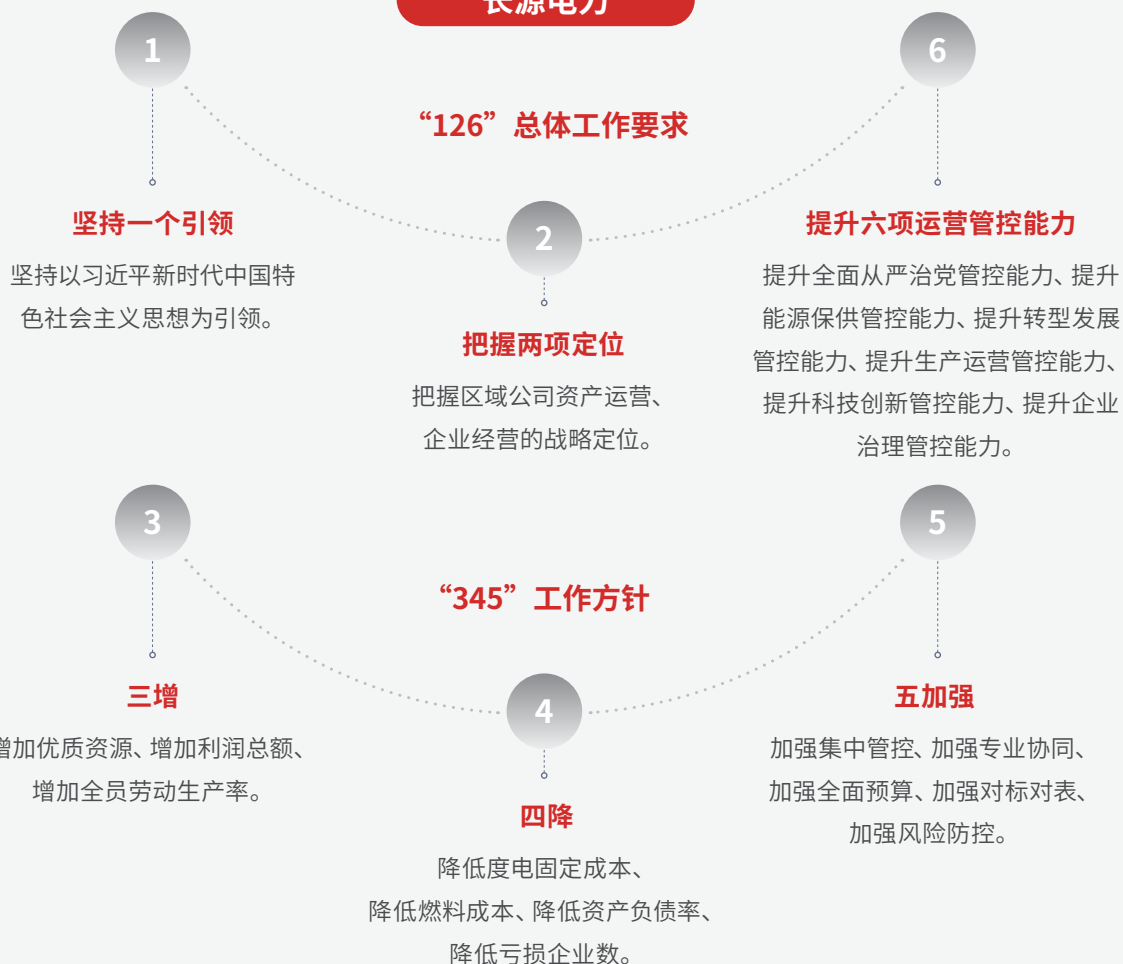 长源电力
1
6
“126”总体工作要求
坚持一个引领
坚持以习近平新时代中国特
色社会主义思想为引领。
2
把握两项定位
把握区域公司资产运营、
企业经营的战略定位。
提升六项运营管控能力
提升全面从严治党管控能力、提升
能源保供管控能力、提升转型发展
管控能力、提升生产运营管控能力、
提升科技创新管控能力、提升企业
治理管控能力。
3
5
“345”工作方针
三增
增加优质资源、增加利润总额、
增加全员劳动生产率。
4
四降
降低度电固定成本、
降低燃料成本、降低资产负债率、
降低亏损企业数。
五加强
加强集中管控、加强专业协同、
加强全面预算、加强对标对表、
加强风险防控。